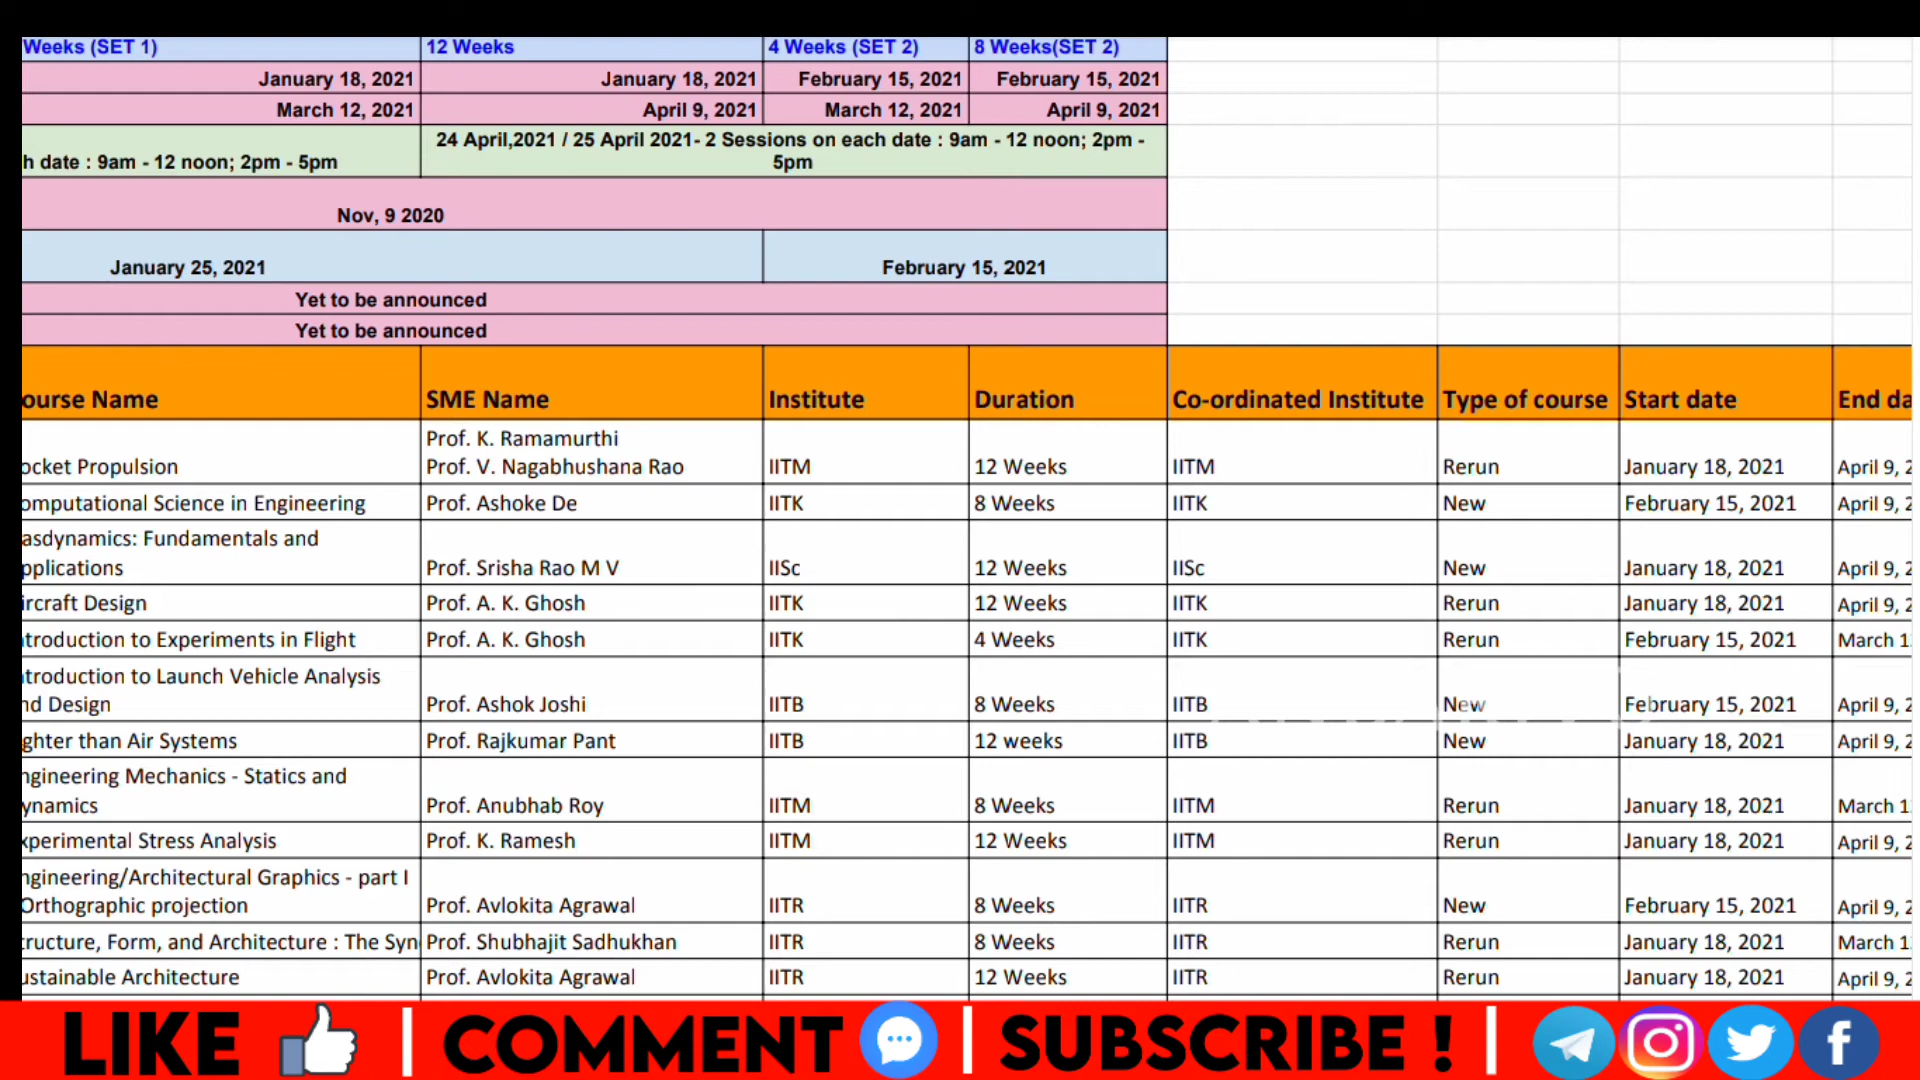 Weeks (SET 1) 12 Weeks 4 Weeks (SET 2) 8 Weeks(SET 2)
January 18, 2021 January 18, 2021 February 15, 2021 February 15, 2021
March 12, 2021 April 9, 2021 March 12, 2021 April 9, 2021
24 April,2021 / 25 April 2021- 2 Sessions on each date : 9am - 12 noon; 2pm -
h date : 9am - 12 noon; 2pm - 5pm 5pm
Nov, 9 2020
January 25, 2021 February 15, 2021
Yet to be announced
Yet to be announced
ourse Name SME Name Institute Duration Co-ordinated Institute Type of course Start date End da
Prof. K. Ramamurthi
ocket Propulsion Prof. V. Nagabhushana Rao IITM 12 Weeks IITM Rerun January 18, 2021 April 9, 2
omputational Science in Engineering Prof. Ashoke De IITK 8 Weeks IITK New February 15, 2021 April 9, 2
asdynamics: Fundamentals and
pplications Prof. Srisha Rao M V IISc 12 Weeks IISc New January 18, 2021 April 9, 2
ircraft Design Prof. A. K. Ghosh IITK 12 Weeks IITK Rerun January 18, 2021 April 9, 2
troduction to Experiments in Flight Prof. A. K. Ghosh IITK 4 Weeks IITK Rerun February 15, 2021 March 1
troduction to Launch Vehicle Analysis
nd Design Prof. Ashok Joshi IITB 8 Weeks IITB New February 15, 2021 April 9, 2
ghter than Air Systems Prof. Rajkumar Pant IITB 12 weeks IITB New January 18, 2021 April 9, 2
ngineering Mechanics - Statics and
ynamics Prof. Anubhab Roy IITM 8 Weeks IITM Rerun January 18, 2021 March 1
xperimental Stress Analysis Prof. K. Ramesh IITM 12 Weeks IITM Rerun January 18, 2021 April 9, 2
ngineering/Architectural Graphics - part I
Orthographic projection Prof. Avlokita Agrawal IITR 8 Weeks IITR New February 15, 2021 April 9, 2
tructure, Form, and Architecture : The Syn Prof. Shubhajit Sadhukhan IITR 8 Weeks IITR Rerun January 18, 2021 March 1
ustainable Architecture Prof. Avlokita Agrawal IITR 12 Weeks IITR Rerun January 18, 2021 April 9, 2
LIKE | COMMENT | SUBSCRIBE ! |